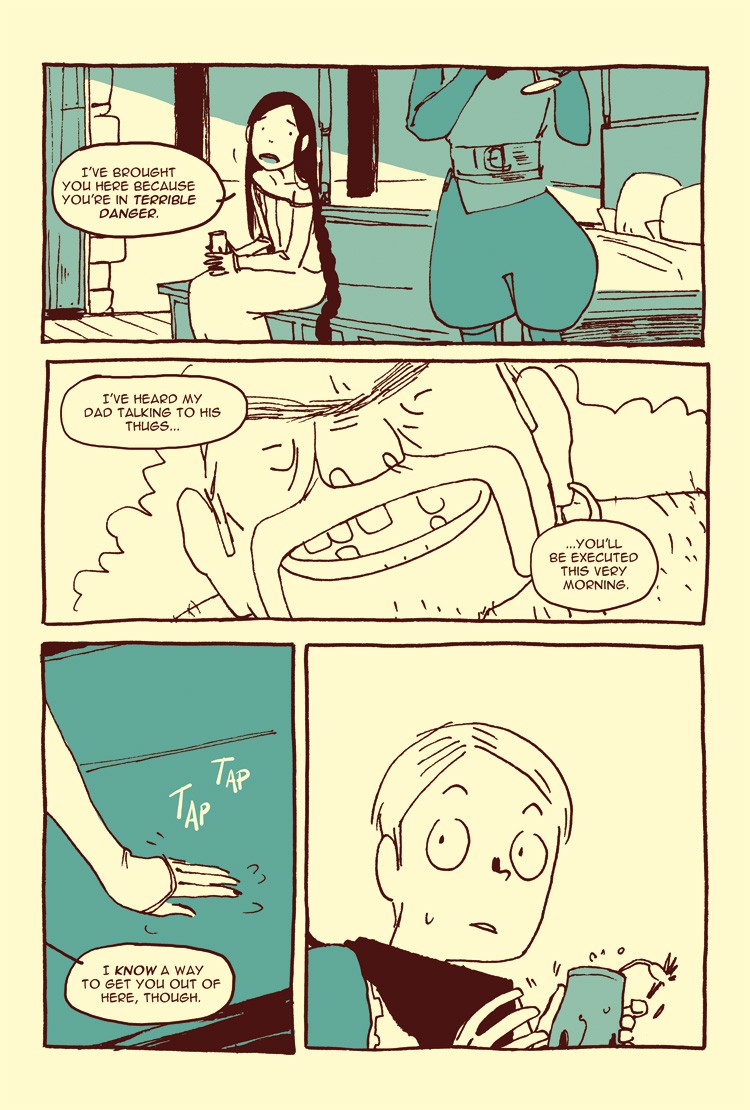 I'VE BROUGHT
YOU HERE BECAUSE
YOU'RE IN TERRIBLE
DANGER.
I'VE HEARD MY
DAD TALKING TO HIS
THUGS...
...YOU'LL
BE EXECUTED
THIS VERY
MORNING.
TAP
TAP
I KNOW A WAY
TO GET YOU OUT OF
HERE, THOUGH.